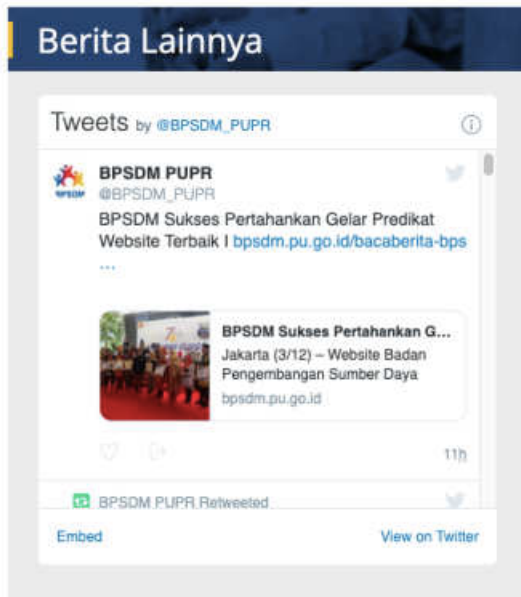 Berita Lainnya
Tweets by @BPSDM_PUPR
BPSDM PUPR
BPSDM
@BPSDM_PUPR
BPSDM Sukses Pertahankan Gelar Predikat
Website Terbaik I bpsdm.pu.go.id/bacaberita-bps
...
BPSDM Sukses Pertahankan G...
Jakarta (3/12) – Website Badan
Pengembangan Sumber Daya
bpsdm.pu.go.id
11h
BPSDM PUPR Retweeted
Embed
View on Twitter